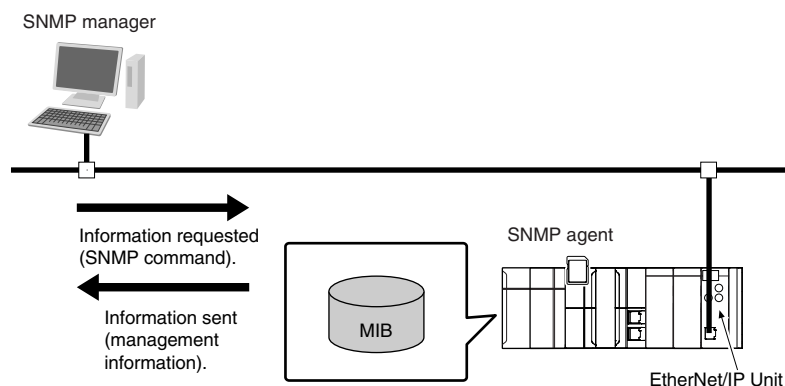 SNMP manager
Information requested
(SNMP command).
SNMP agent
Information sent
(management
information).
MIB
EtherNet/IP Unit